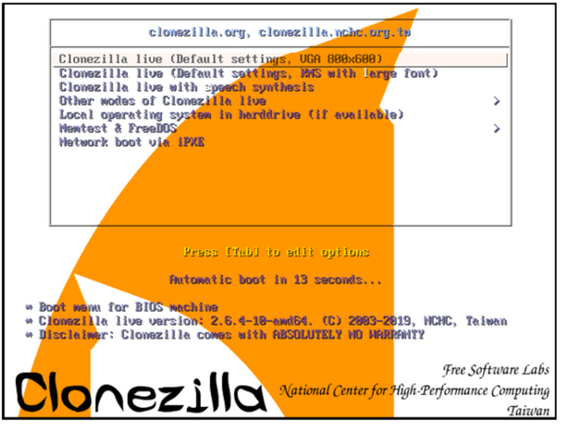 clonezilla.org, clonezilla.nchc.org.tw
Clonezilla live (Default settings, VGA 800x600)
Clonezilla live (Default settings, KMS with large font)
Clonezilla live with speech synthesis
Other modes of Clonezilla live >
Local operating system in harddrive (if available)
Memtest & FreeDOS >
Network boot via iPXE
Press [Tab] to edit options
Automatic boot in 13 seconds...
* Boot menu for BIOS machine
* Clonezilla live version: 2.6.4-10-amd64. (C) 2003-2019, NCHC, Taiwan
* Disclaimer: Clonezilla comes with ABSOLUTELY NO WARRANTY
Free Software Labs
Clonezilla National Center for High-Performance Computing
Taiwan